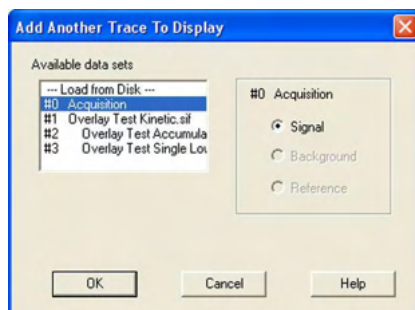 Add Another Trace To Display
Available data sets
--- Load from Disk ---
#0 Acquisition
#1 Overlay Test Kinetic.sif
#2 Overlay Test Accumula
#3 Overlay Test Single Lou
#0 Acquisition
Signal
Background
Reference
OK
Cancel
Help